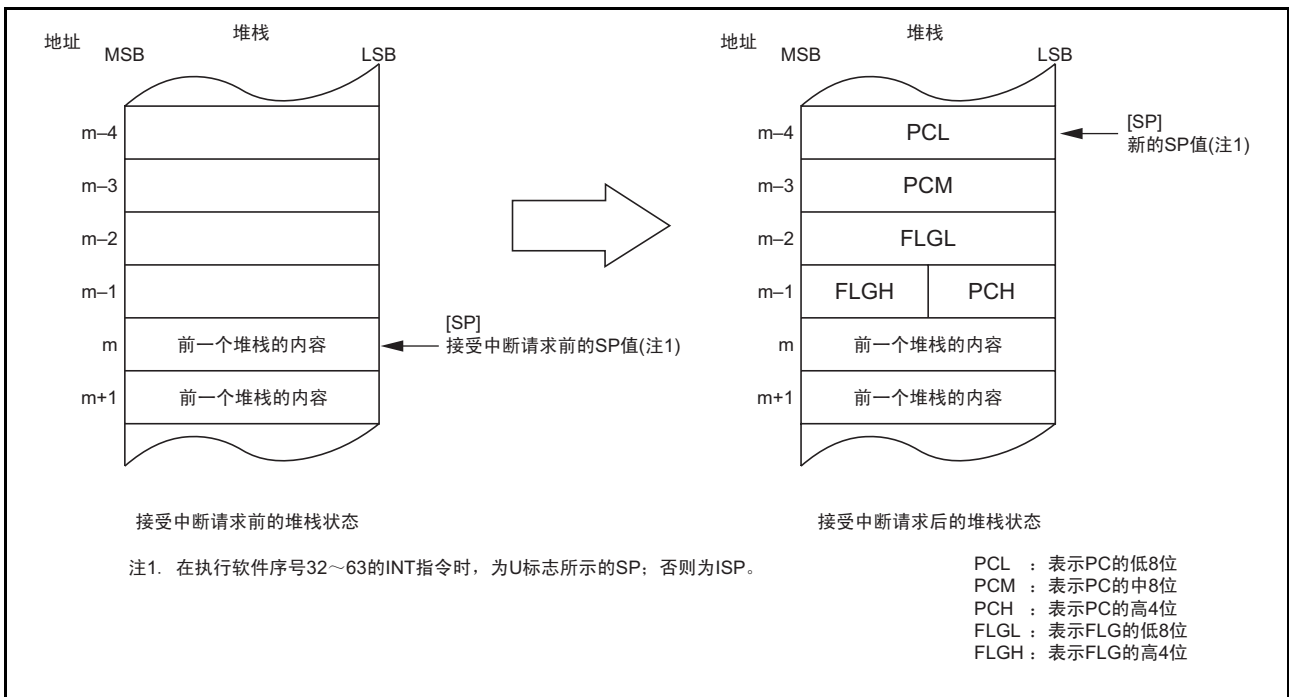 地址
堆栈
MSB
LSB
m–4
m–3
m–2
m–1
m
前一个堆栈的内容
m+1
前一个堆栈的内容
[SP]
接受中断请求前的SP值(注1)
接受中断请求前的堆栈状态
地址
堆栈
MSB
LSB
m–4
PCL
m–3
PCM
m–2
FLGL
m–1
FLGH
PCH
m
前一个堆栈的内容
m+1
前一个堆栈的内容
[SP]
新的SP值(注1)
接受中断请求后的堆栈状态
注1. 在执行软件序号32～63的INT指令时，为U标志所示的SP；否则为ISP。
PCL ：表示PC的低8位
PCM ：表示PC的中8位
PCH ：表示PC的高4位
FLGL ：表示FLG的低8位
FLGH ：表示FLG的高4位